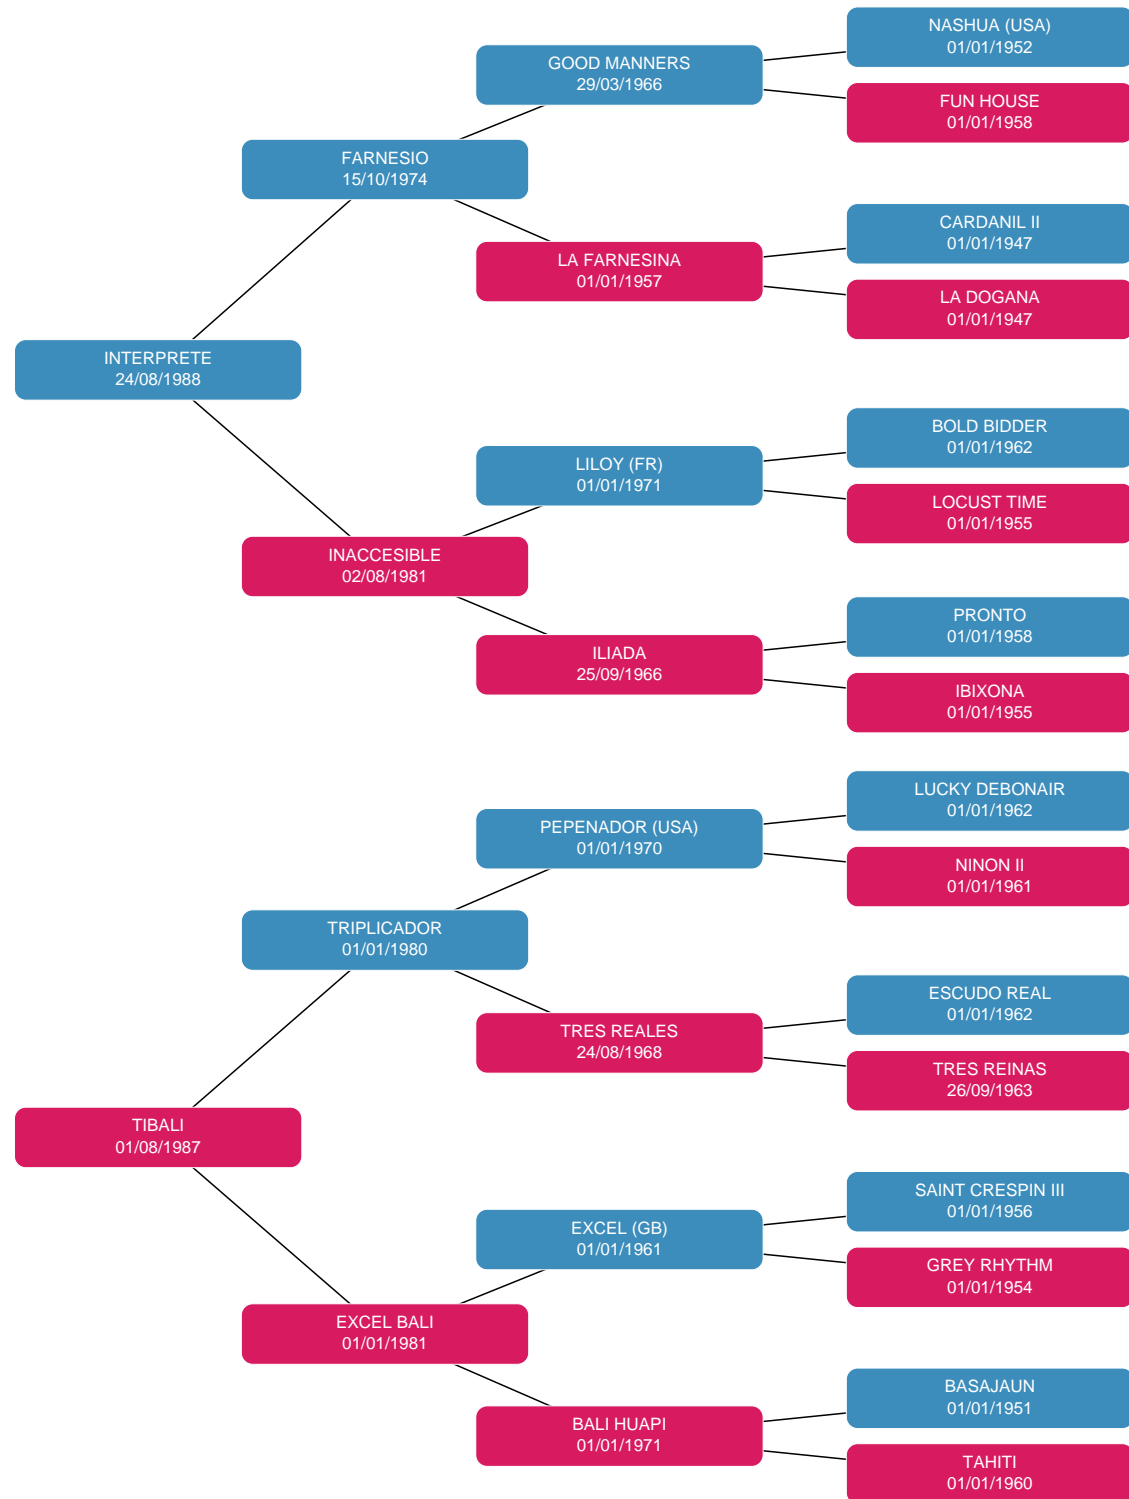 NASHUA (USA)
01/01/1952
GOOD MANNERS
29/03/1966
FUN HOUSE
01/01/1958
FARNESIO
15/10/1974
CARDANIL II
01/01/1947
LA FARNESINA
01/01/1957
LA DOGANA
01/01/1947
INTERPRETE
24/08/1988
BOLD BIDDER
01/01/1962
LILOY (FR)
01/01/1971
LOCUST TIME
01/01/1955
INACCESIBLE
02/08/1981
PRONTO
01/01/1958
ILIADA
25/09/1966
IBIXONA
01/01/1955
LUCKY DEBONAIR
01/01/1962
PEPENADOR (USA)
01/01/1970
NINON II
01/01/1961
TRIPLICADOR
01/01/1980
ESCUDO REAL
01/01/1962
TRES REALES
24/08/1968
TRES REINAS
26/09/1963
TIBALI
01/08/1987
SAINT CRESPIN III
01/01/1956
EXCEL (GB)
01/01/1961
GREY RHYTHM
01/01/1954
EXCEL BALI
01/01/1981
BASAJAUN
01/01/1951
BALI HUAPI
01/01/1971
TAHITI
01/01/1960